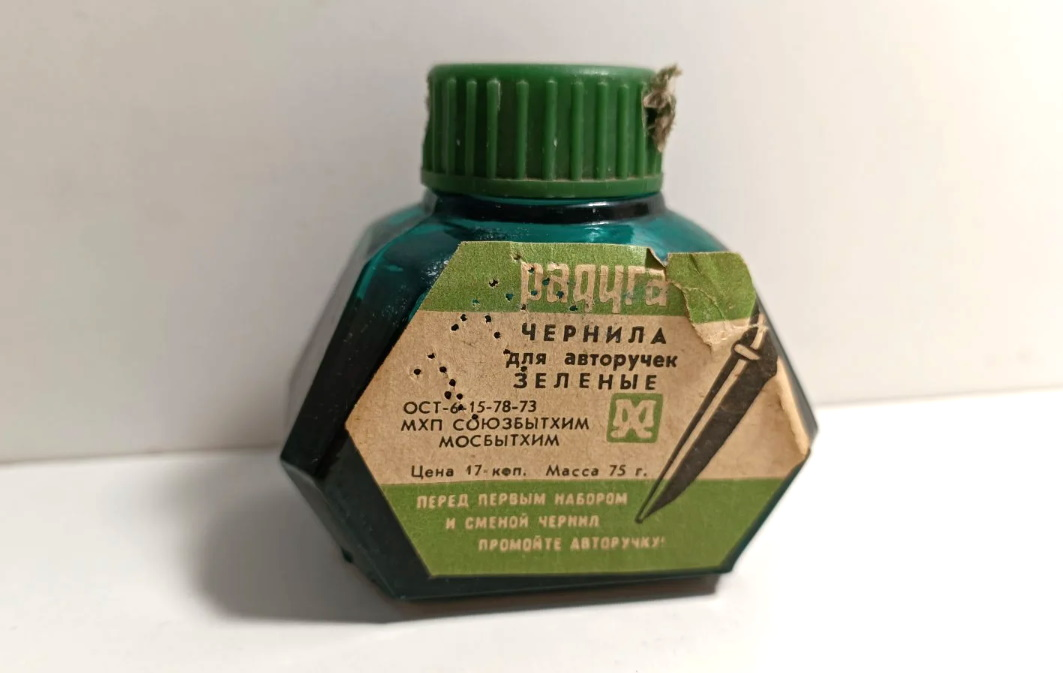 радуга
ЧЕРНИЛА
для авторучек
ЗЕЛЕНЫЕ
ОСТ-6-15-78-73
МХП СОЮЗБЫТХИМ
МОСБЫТХИМ
Цена 17 коп. Масса 75 г.
ПЕРЕД ПЕРВЫМ НАБОРОМ
И СМЕНОЙ ЧЕРНИЛ
ПРОМОЙТЕ АВТОРУЧКУ!